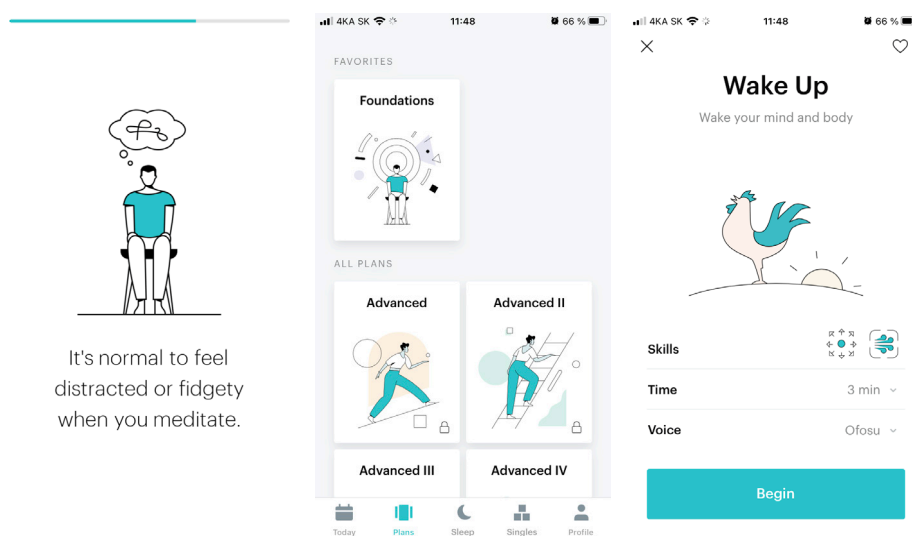 It's normal to feel
distracted or fidgety
when you meditate.
4KA SK 11:48 66 %
FAVORITES
Foundations
ALL PLANS
Advanced
Advanced II
Advanced III
Advanced IV
Today
Plans
Sleep
Singles
Profile
4KA SK 11:48 66 %
Wake Up
Wake your mind and body
Skills
Time 3 min
Voice Ofosu
Begin